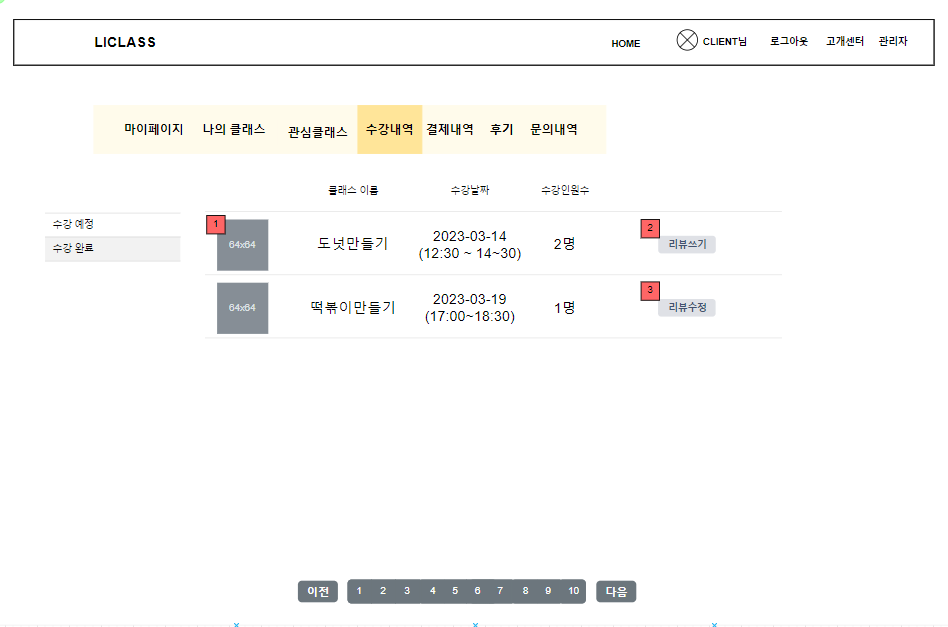 LICLASS HOME CLIENT님 로그아웃 고개센터 관리자
마이페이지 나의 클래스 관심클래스 수강내역 결제내역 후기 문의내역
클래스 이름 수강날짜 수강인원수
수강 예정
수강 완료
1
64x64
도넛만들기
2023-03-14
(12:30 ~ 14~30)
2명
2
리뷰쓰기
64x64
떡볶이만들기
2023-03-19
(17:00~18:30)
1명
3
리뷰수정
이전 1 2 3 4 5 6 7 8 9 10 다음